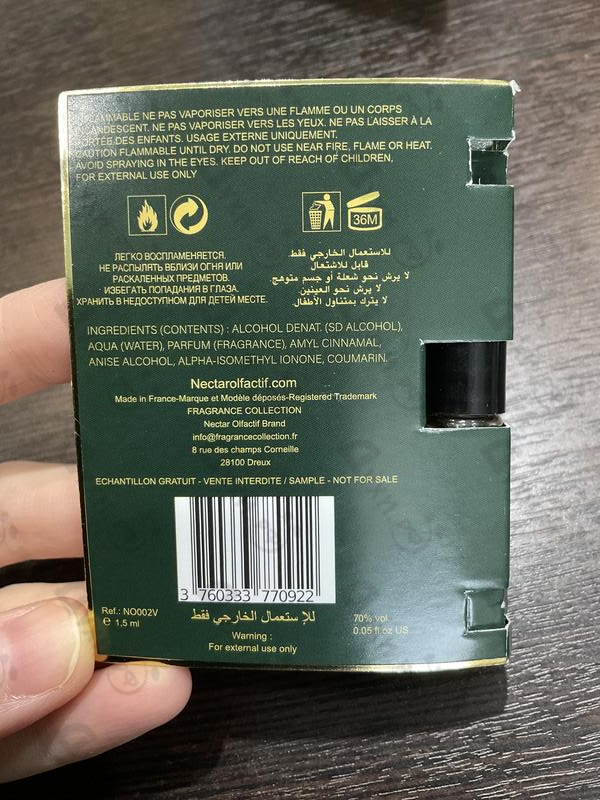 FLAMMABLE NE PAS VAPORISER VERS UNE FLAMME OU UN CORPS
INCANDESCENT. NE PAS VAPORISER VERS LES YEUX. NE PAS LAISSER À LA
PORTÉE DES ENFANTS. USAGE EXTERNE UNIQUEMENT.
CAUTION FLAMMABLE UNTIL DRY. DO NOT USE NEAR FIRE, FLAME OR HEAT.
AVOID SPRAYING IN THE EYES. KEEP OUT OF REACH OF CHILDREN,
FOR EXTERNAL USE ONLY
36M
ЛЕГКО ВОСПЛАМЕНЯЕТСЯ.
НЕ РАСПЫЛЯТЬ ВБЛИЗИ ОГНЯ ИЛИ
РАСКАЛЕННЫХ ПРЕДМЕТОВ.
ИЗБЕГАТЬ ПОПАДАНИЯ В ГЛАЗА.
ХРАНИТЬ В НЕДОСТУПНОМ ДЛЯ ДЕТЕЙ МЕСТЕ.
للاستعمال الخارجي فقط
قابل للاشتعال
لا يرش نحو شعلة أو جسم متوهج
لا يرش نحو العينين.
لا يترك بمتناول الأطفال.
INGREDIENTS (CONTENTS) : ALCOHOL DENAT. (SD ALCOHOL),
AQUA (WATER), PARFUM (FRAGRANCE), AMYL CINNAMAL,
ANISE ALCOHOL, ALPHA-ISOMETHYL IONONE, COUMARIN.
Nectarolfactif.com
Made in France-Marque et Modèle déposés-Registered Trademark
FRAGRANCE COLLECTION
Nectar Olfactif Brand
info@fragrancecollection.fr
8 rue des champs Corneille
28100 Dreux
ECHANTILLON GRATUIT - VENTE INTERDITE / SAMPLE - NOT FOR SALE
3 760333 770922
Ref.: NO002V
℮ 1,5 ml
للإستعمال الخارجي فقط
70% vol.
0.05 fl.oz US
Warning :
For external use only